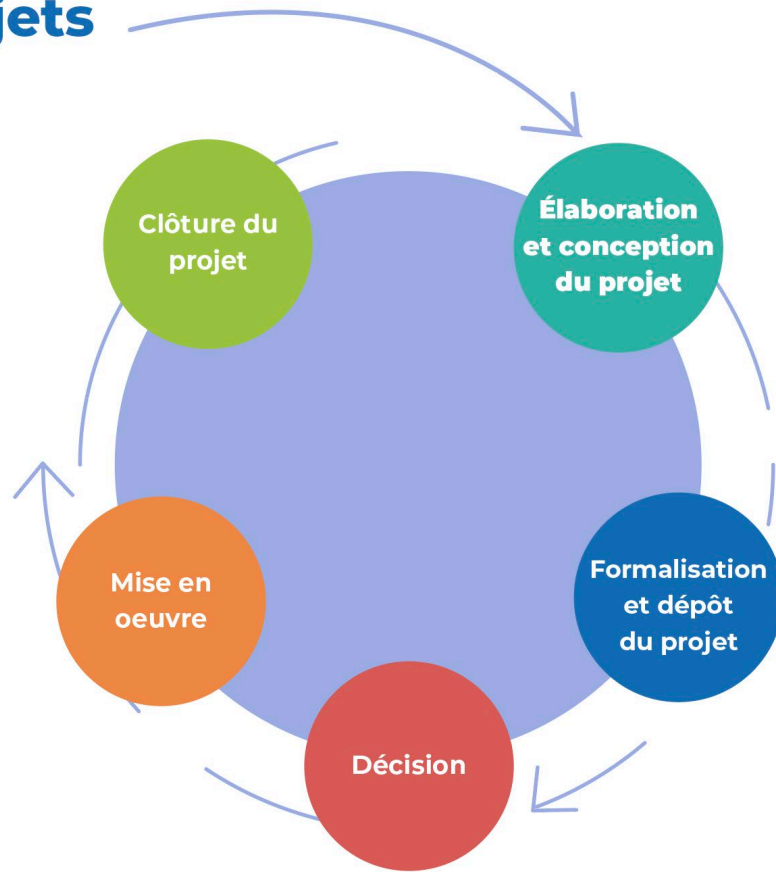 jets
Élaboration
et conception
du projet
Formalisation
et dépôt
du projet
Décision
Mise en
oeuvre
Clôture du
projet